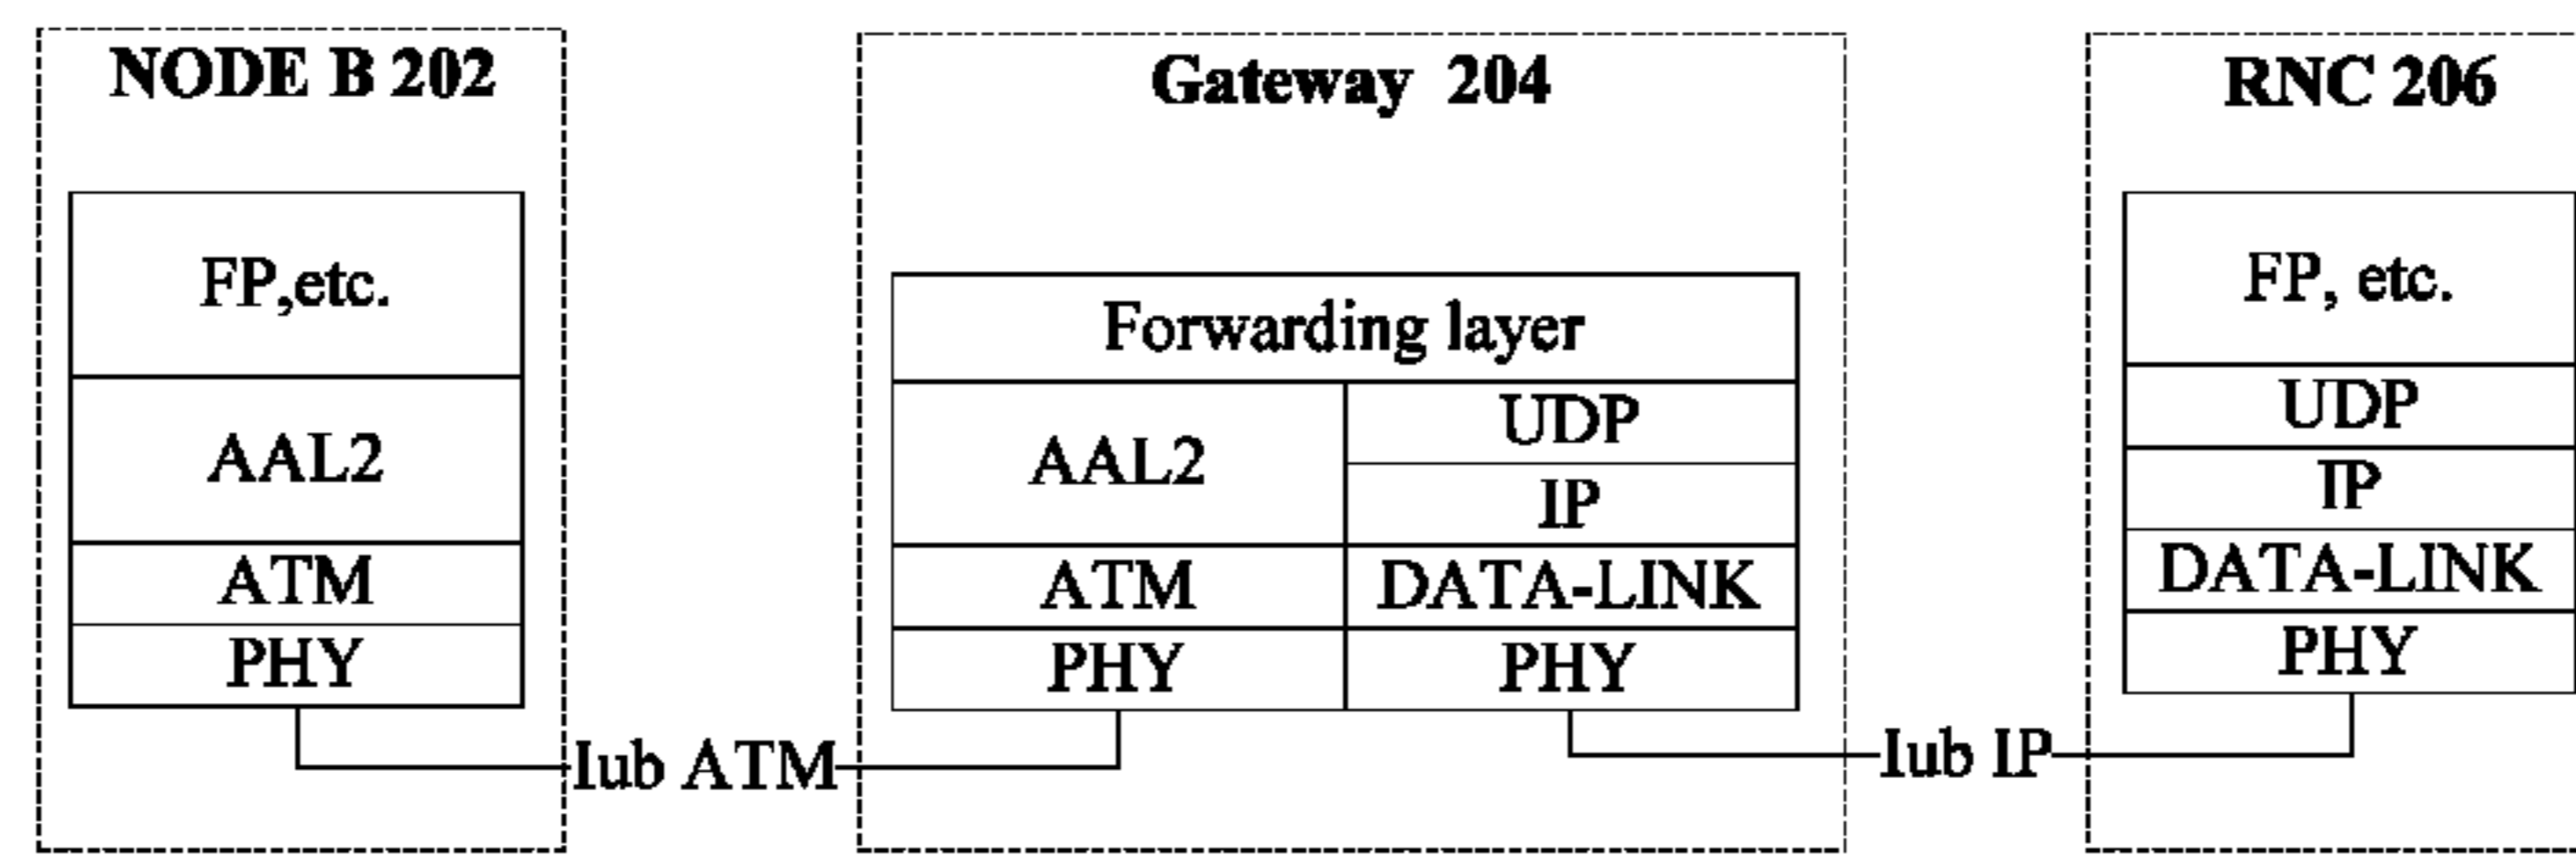 NODE B 202
FP,etc.
AAL2
ATM
PHY
Iub ATM
Gateway 204
Forwarding layer
AAL2
ATM
PHY
UDP
IP
DATA-LINK
PHY
Iub IP
RNC 206
FP, etc.
UDP
IP
DATA-LINK
PHY